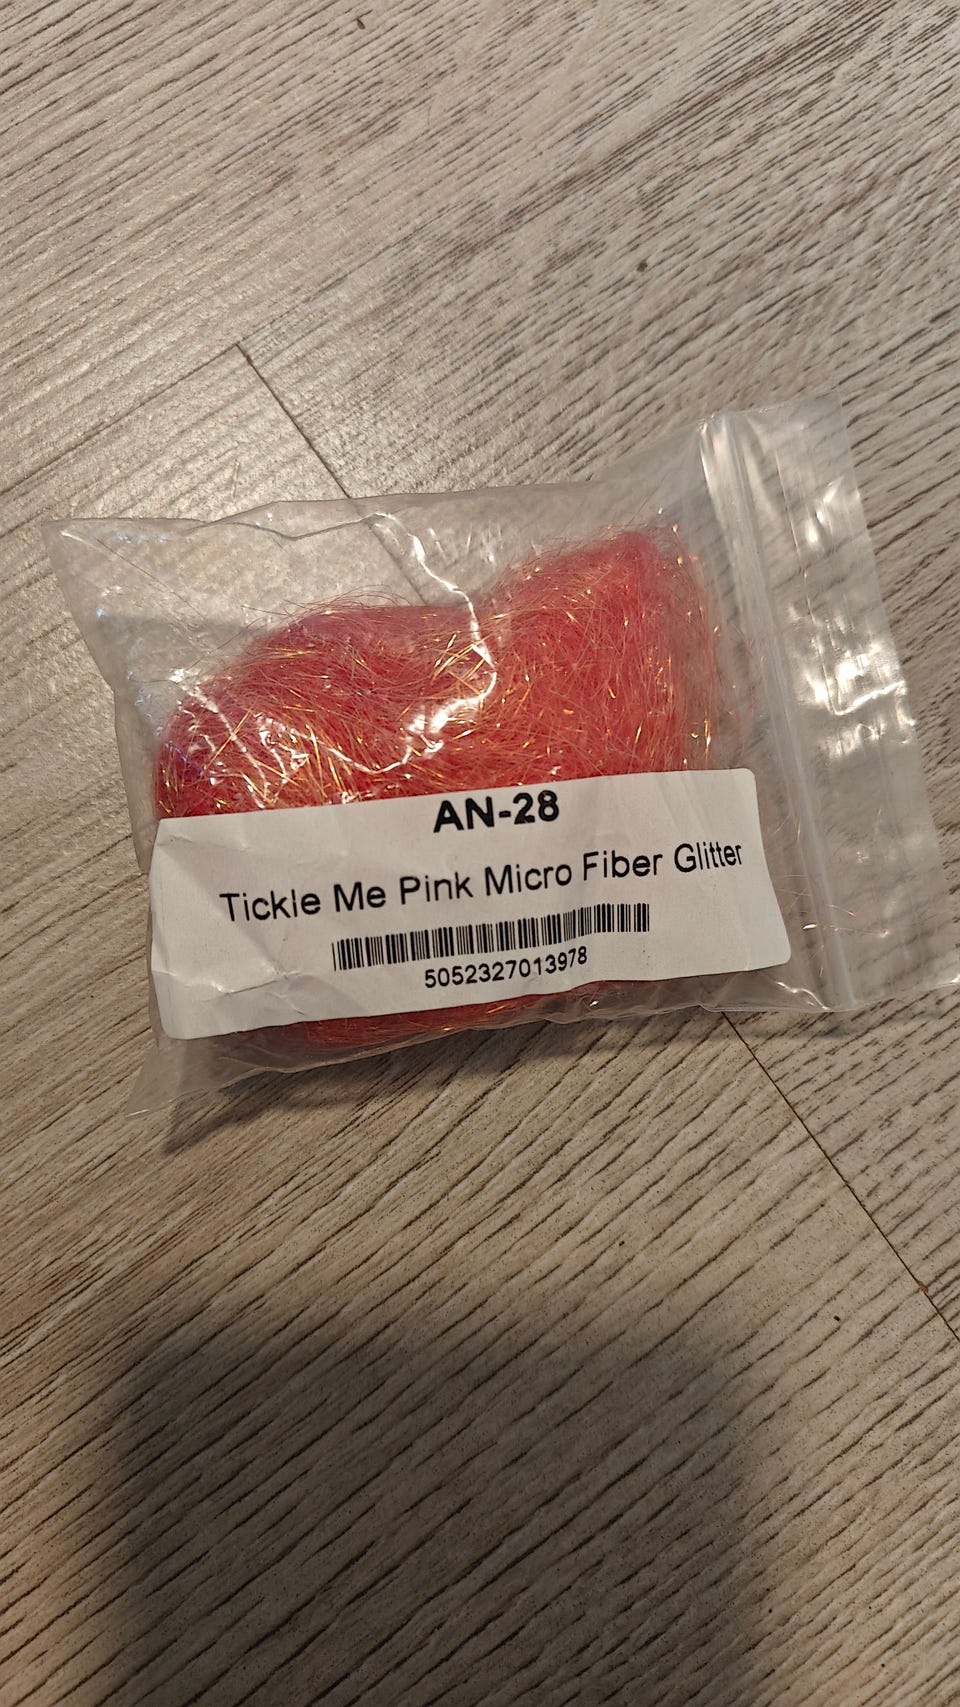 AN-28
Tickle Me Pink Micro Fiber Glitter
5052327013978